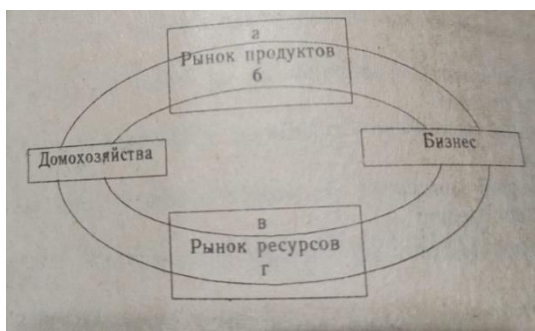 а
Рынок продуктов
б
Домохозяйства
Бизнес
в
Рынок ресурсов
г